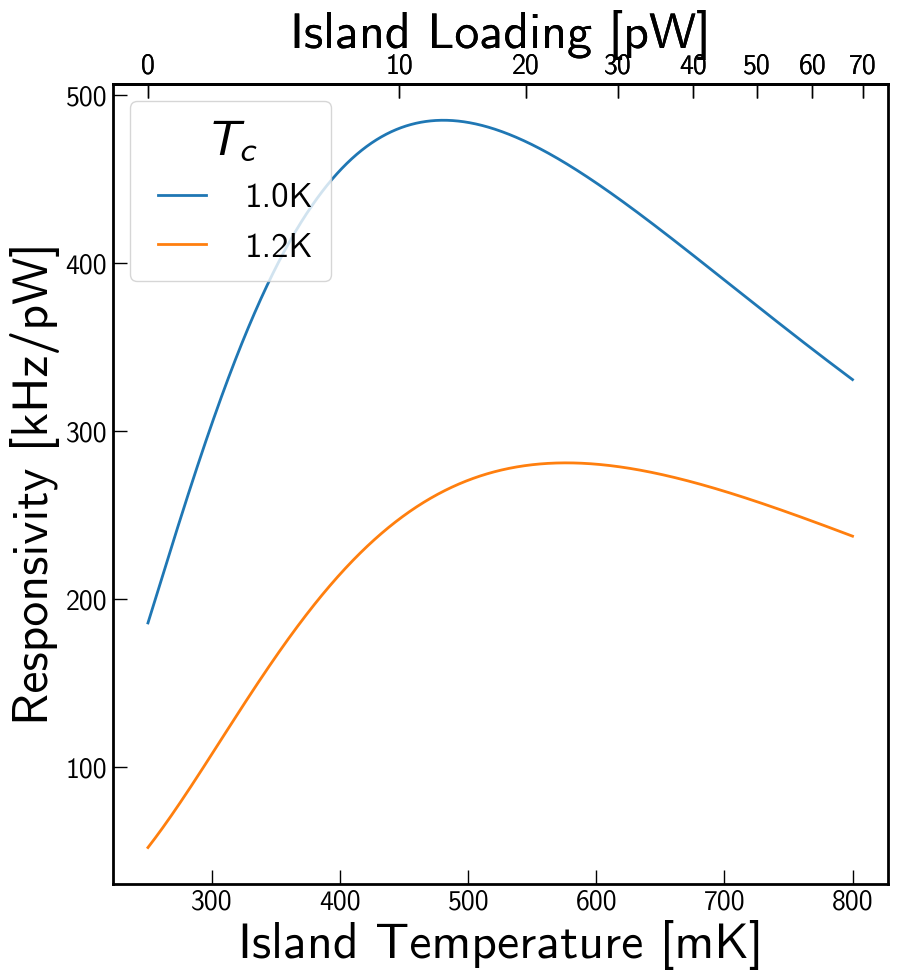 Island Loading [pW]
0 10 20 30 40 50 60 70
500
400
300
200
100
Responsivity [kHz/pW]
T_c
1.0K
1.2K
300 400 500 600 700 800
Island Temperature [mK]